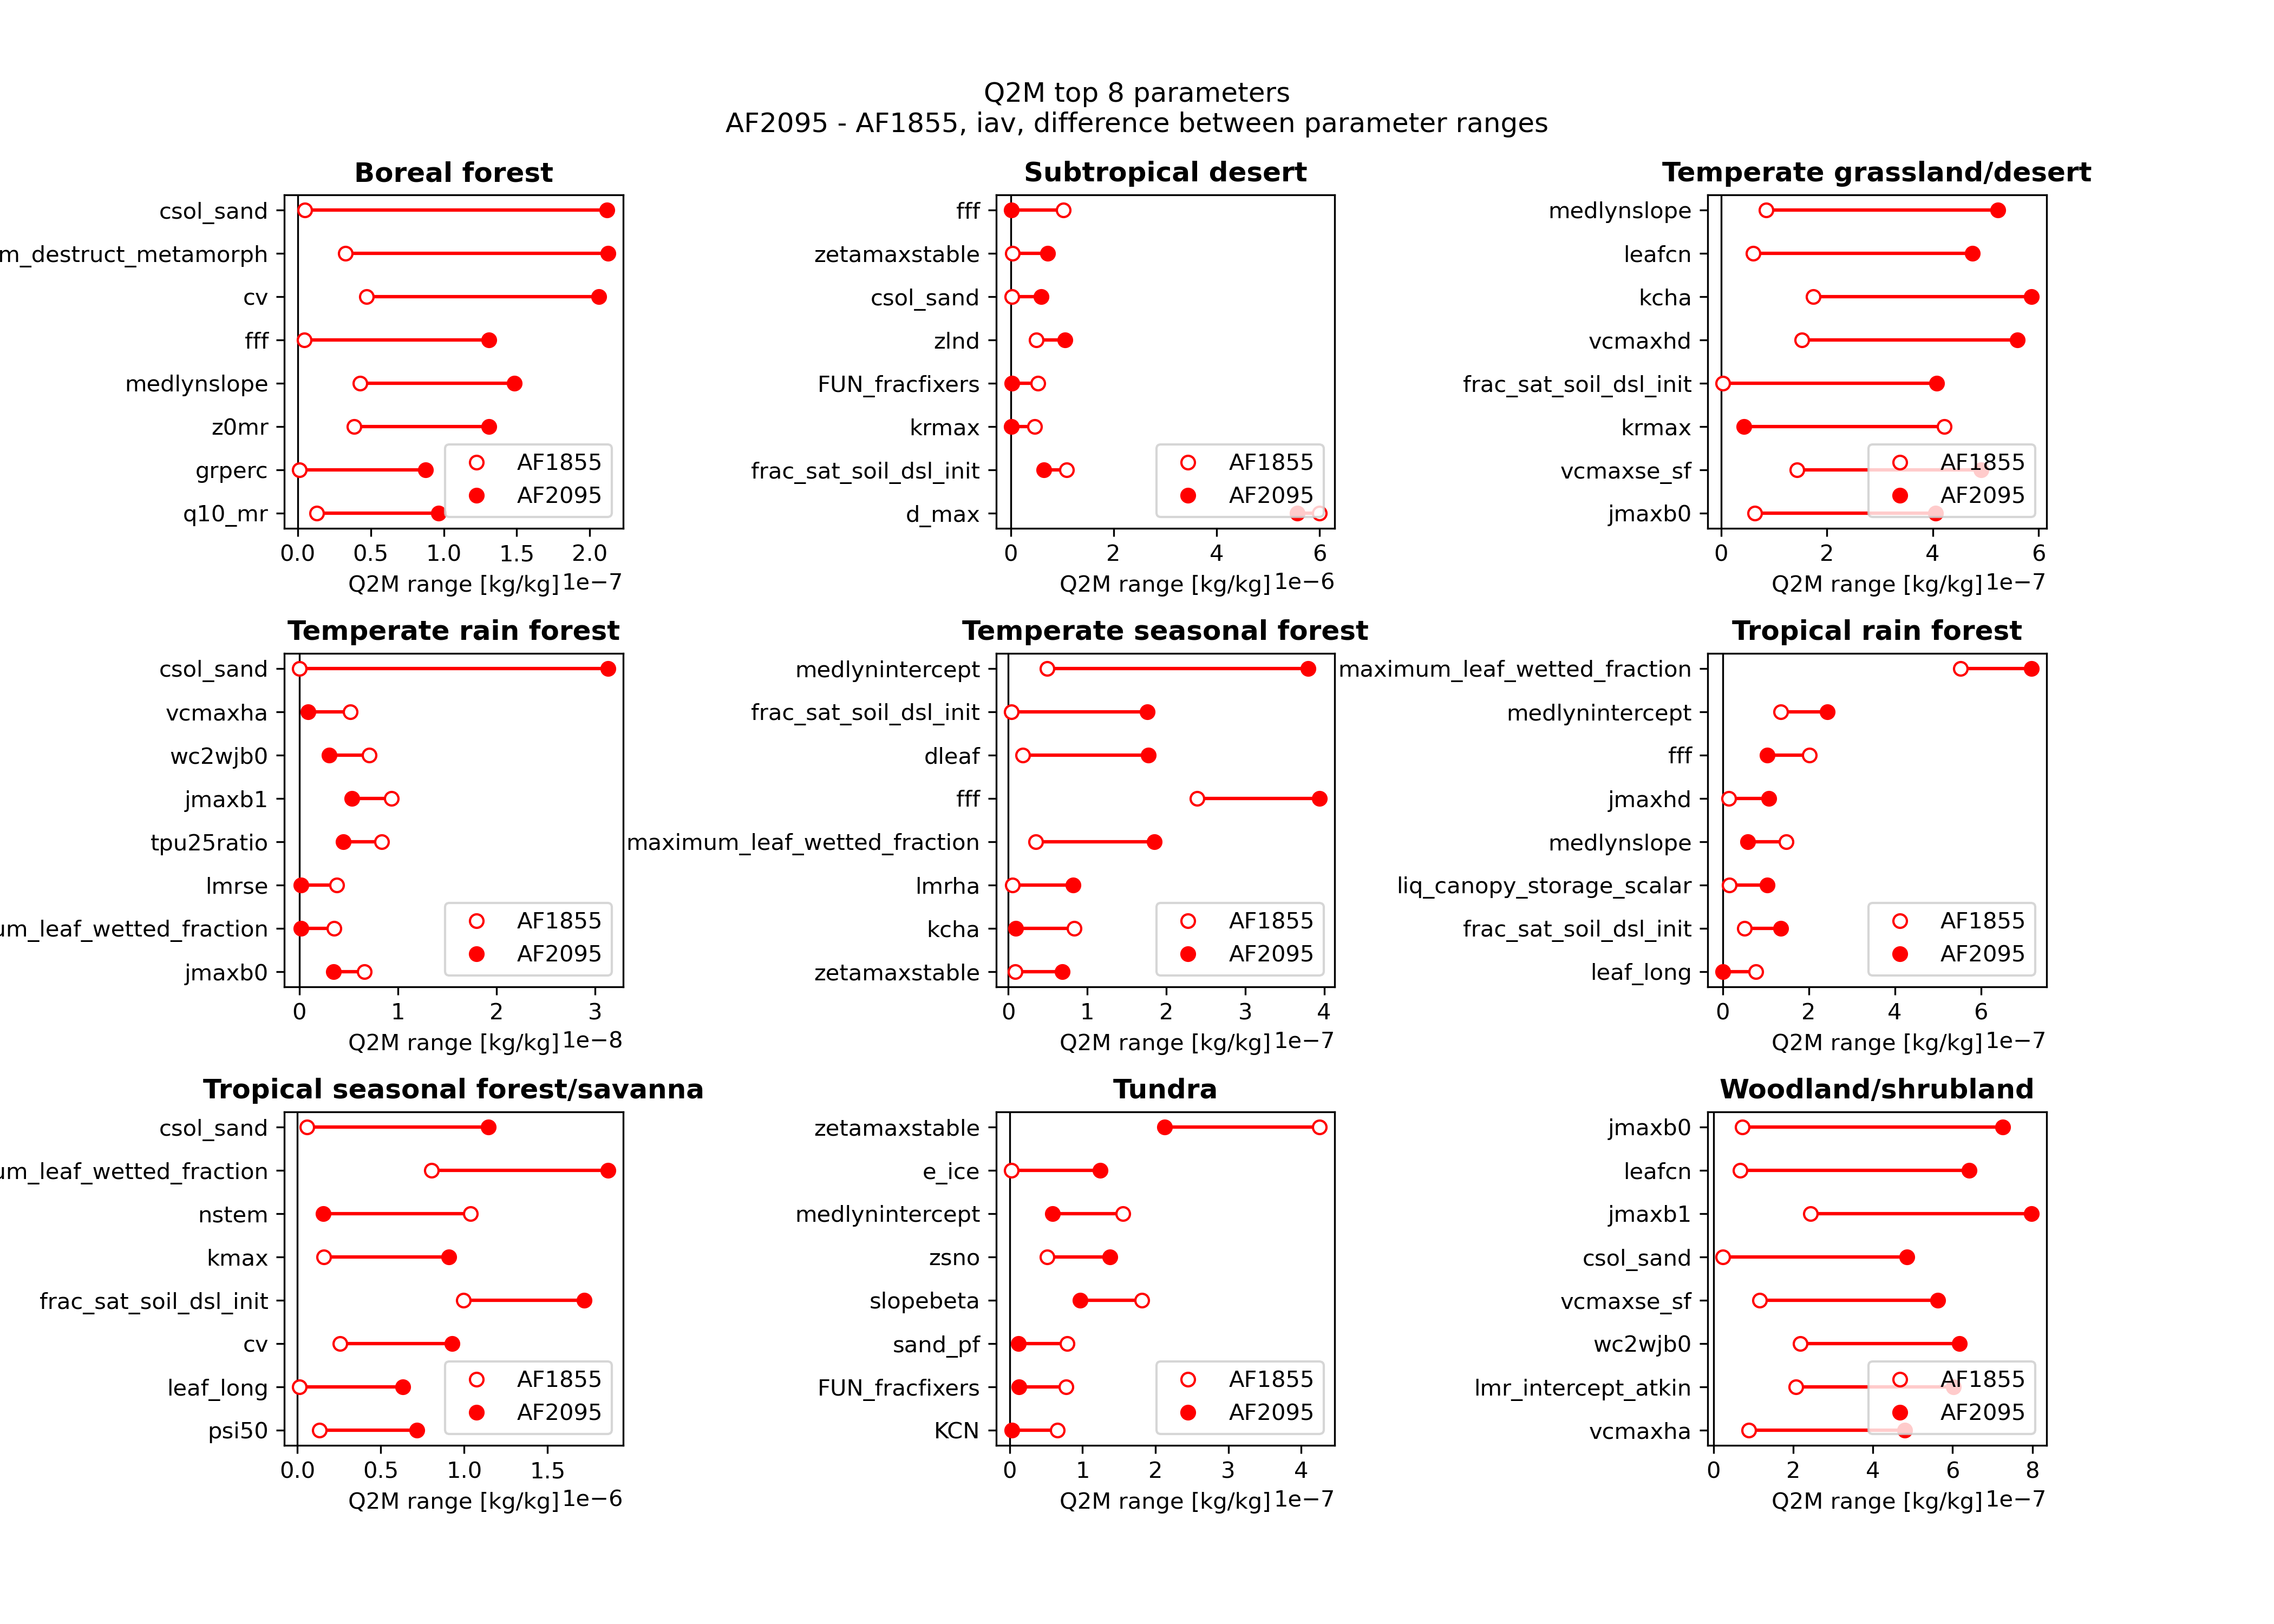 Q2M top 8 parameters
AF2095 - AF1855, iav, difference between parameter ranges
Boreal forest
csol_sand
m_destruct_metamorph
cv
fff
medlynslope
z0mr
grperc
q10_mr
AF1855
AF2095
0.0 0.5 1.0 1.5 2.0
Q2M range [kg/kg] 1e−7
Subtropical desert
fff
zetamaxstable
csol_sand
zlnd
FUN_fracfixers
krmax
frac_sat_soil_dsl_init
d_max
AF1855
AF2095
0 2 4 6
Q2M range [kg/kg] 1e−6
Temperate grassland/desert
medlynslope
leafcn
kcha
vcmaxhd
frac_sat_soil_dsl_init
krmax
vcmaxse_sf
jmaxb0
AF1855
AF2095
0 2 4 6
Q2M range [kg/kg] 1e−7
Temperate rain forest
csol_sand
vcmaxha
wc2wjb0
jmaxb1
tpu25ratio
lmrse
um_leaf_wetted_fraction
jmaxb0
AF1855
AF2095
0 1 2 3
Q2M range [kg/kg] 1e−8
Temperate seasonal forest
medlynintercept
frac_sat_soil_dsl_init
dleaf
fff
maximum_leaf_wetted_fraction
lmrha
kcha
zetamaxstable
AF1855
AF2095
0 1 2 3 4
Q2M range [kg/kg] 1e−7
Tropical rain forest
maximum_leaf_wetted_fraction
medlynintercept
fff
jmaxhd
medlynslope
liq_canopy_storage_scalar
frac_sat_soil_dsl_init
leaf_long
AF1855
AF2095
0 2 4 6
Q2M range [kg/kg] 1e−7
Tropical seasonal forest/savanna
csol_sand
um_leaf_wetted_fraction
nstem
kmax
frac_sat_soil_dsl_init
cv
leaf_long
psi50
AF1855
AF2095
0.0 0.5 1.0 1.5
Q2M range [kg/kg] 1e−6
Tundra
zetamaxstable
e_ice
medlynintercept
zsno
slopebeta
sand_pf
FUN_fracfixers
KCN
AF1855
AF2095
0 1 2 3 4
Q2M range [kg/kg] 1e−7
Woodland/shrubland
jmaxb0
leafcn
jmaxb1
csol_sand
vcmaxse_sf
wc2wjb0
lmr_intercept_atkin
vcmaxha
AF1855
AF2095
0 2 4 6 8
Q2M range [kg/kg] 1e−7